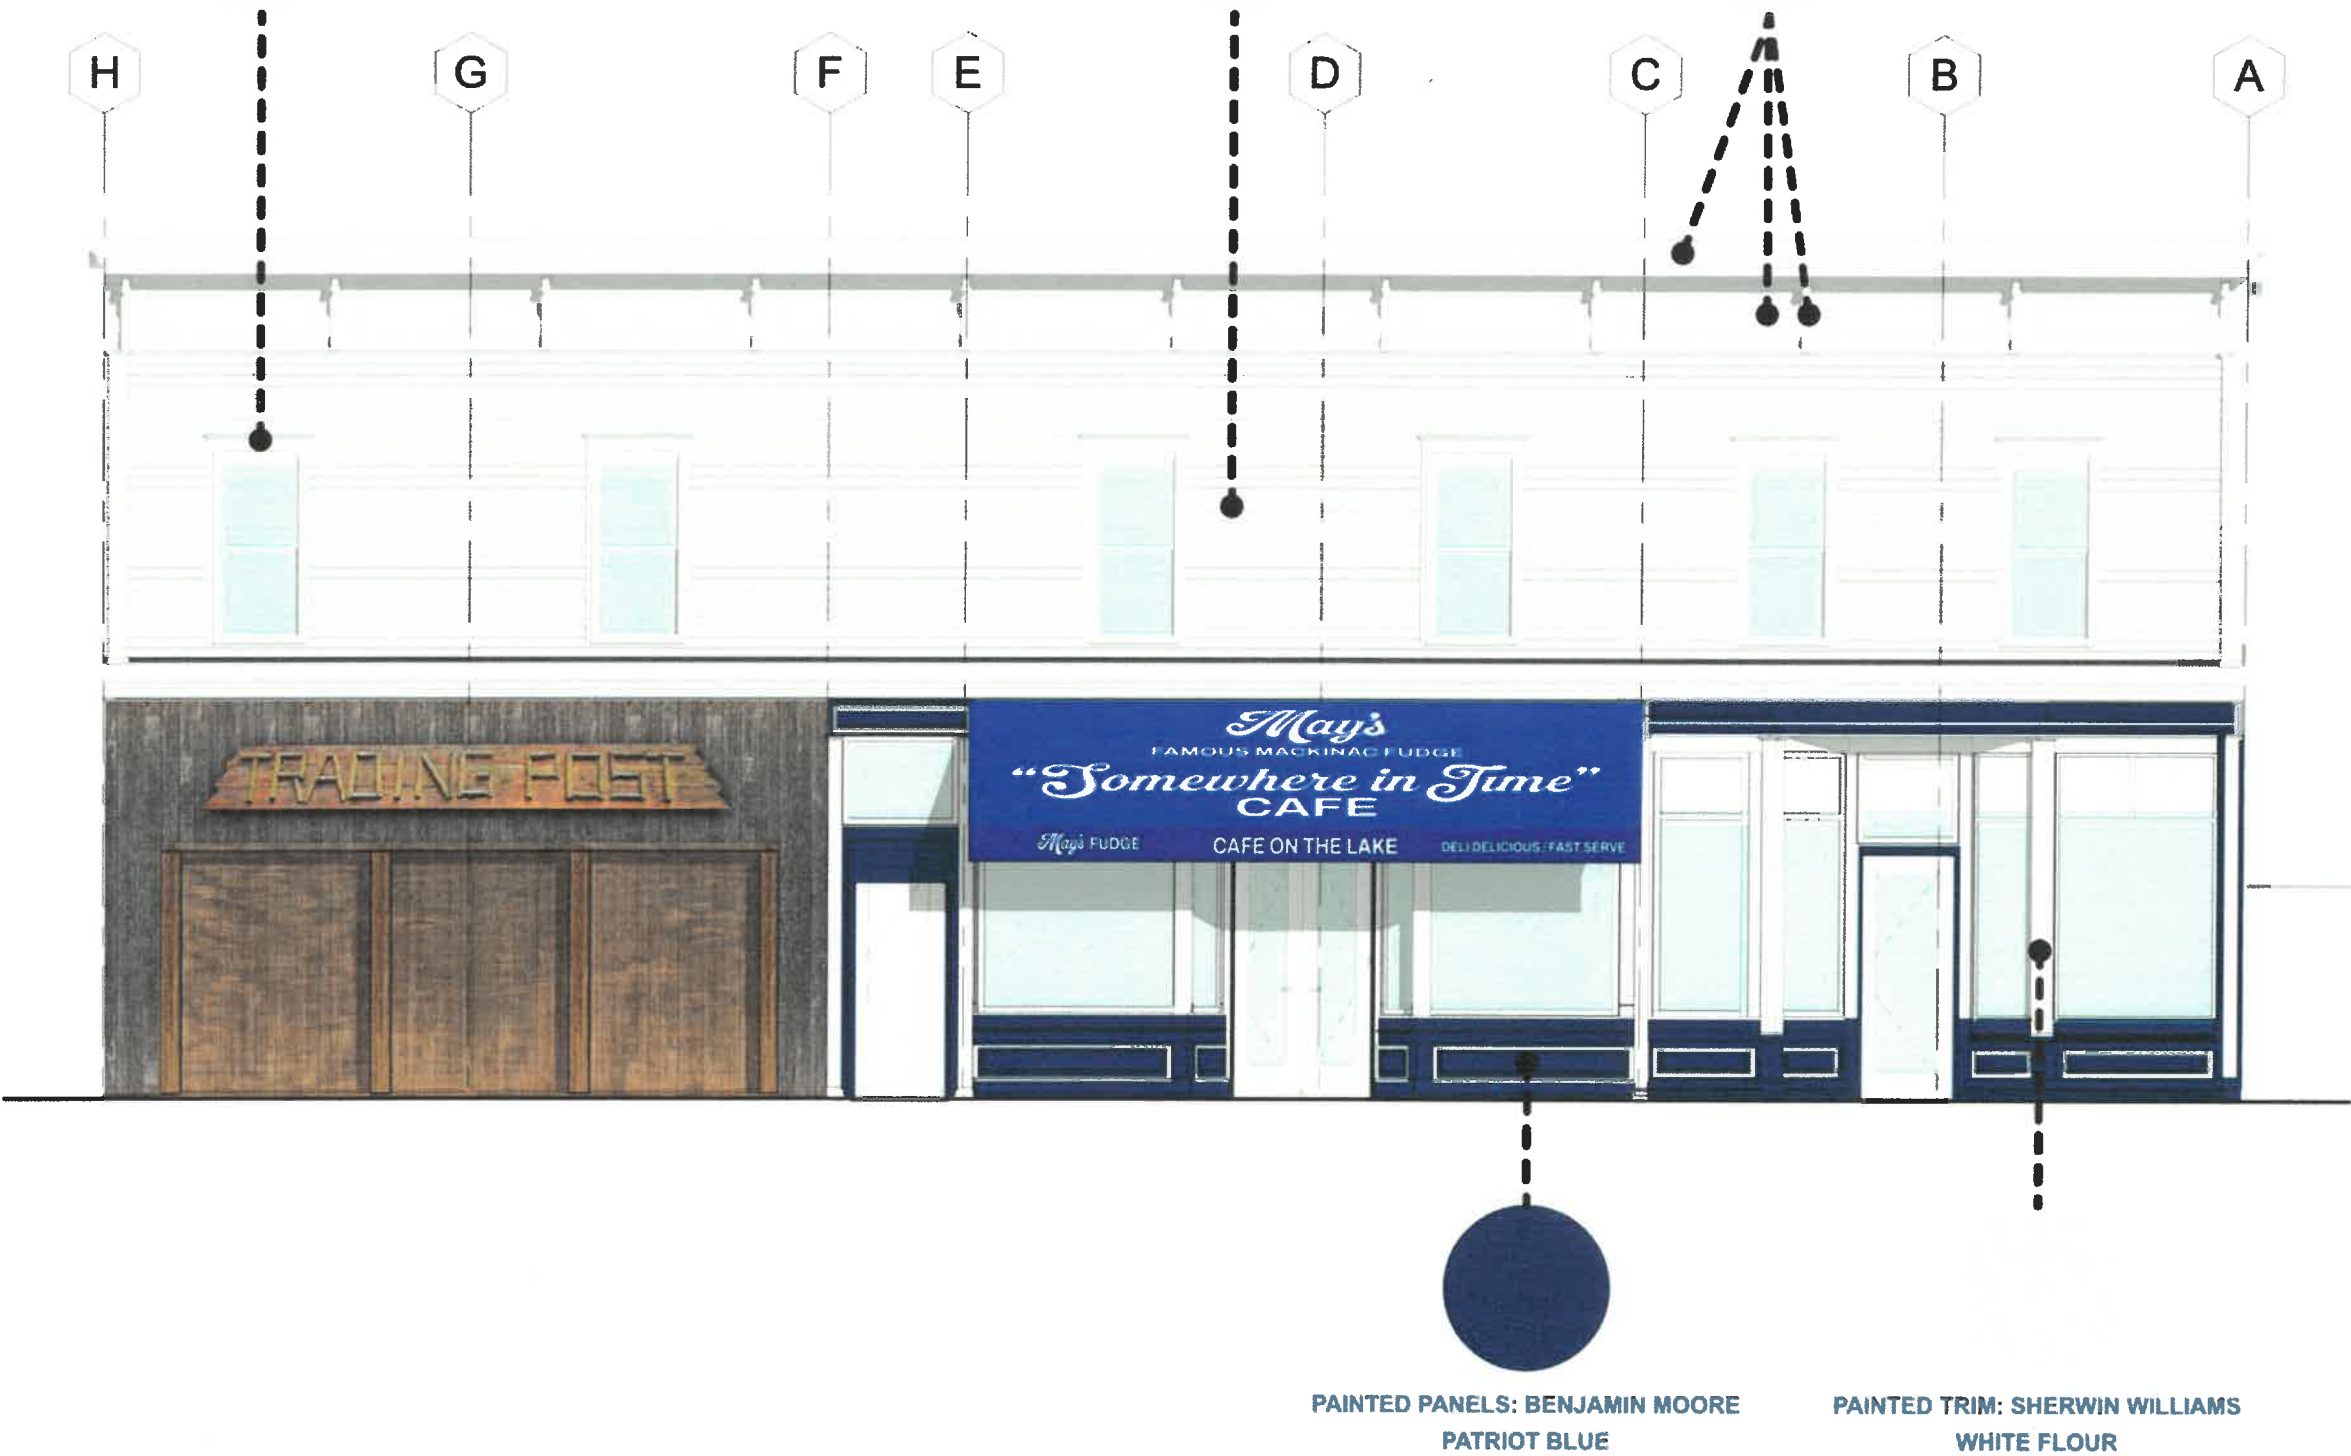 H G F E D C B A
TRADING POST
May's
FAMOUS MACKINAC FUDGE
"Somewhere in Time"
CAFE
May's FUDGE CAFE ON THE LAKE DELI DELICIOUS/FAST SERVE
PAINTED PANELS: BENJAMIN MOORE
PATRIOT BLUE
PAINTED TRIM: SHERWIN WILLIAMS
WHITE FLOUR